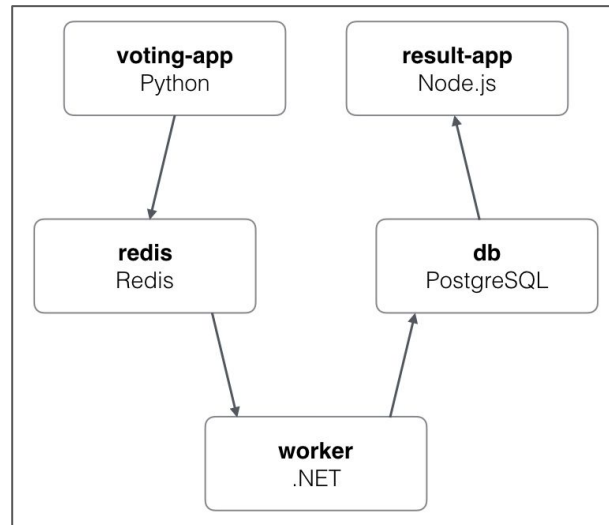 voting-app
Python
result-app
Node.js
redis
Redis
db
PostgreSQL
worker
.NET